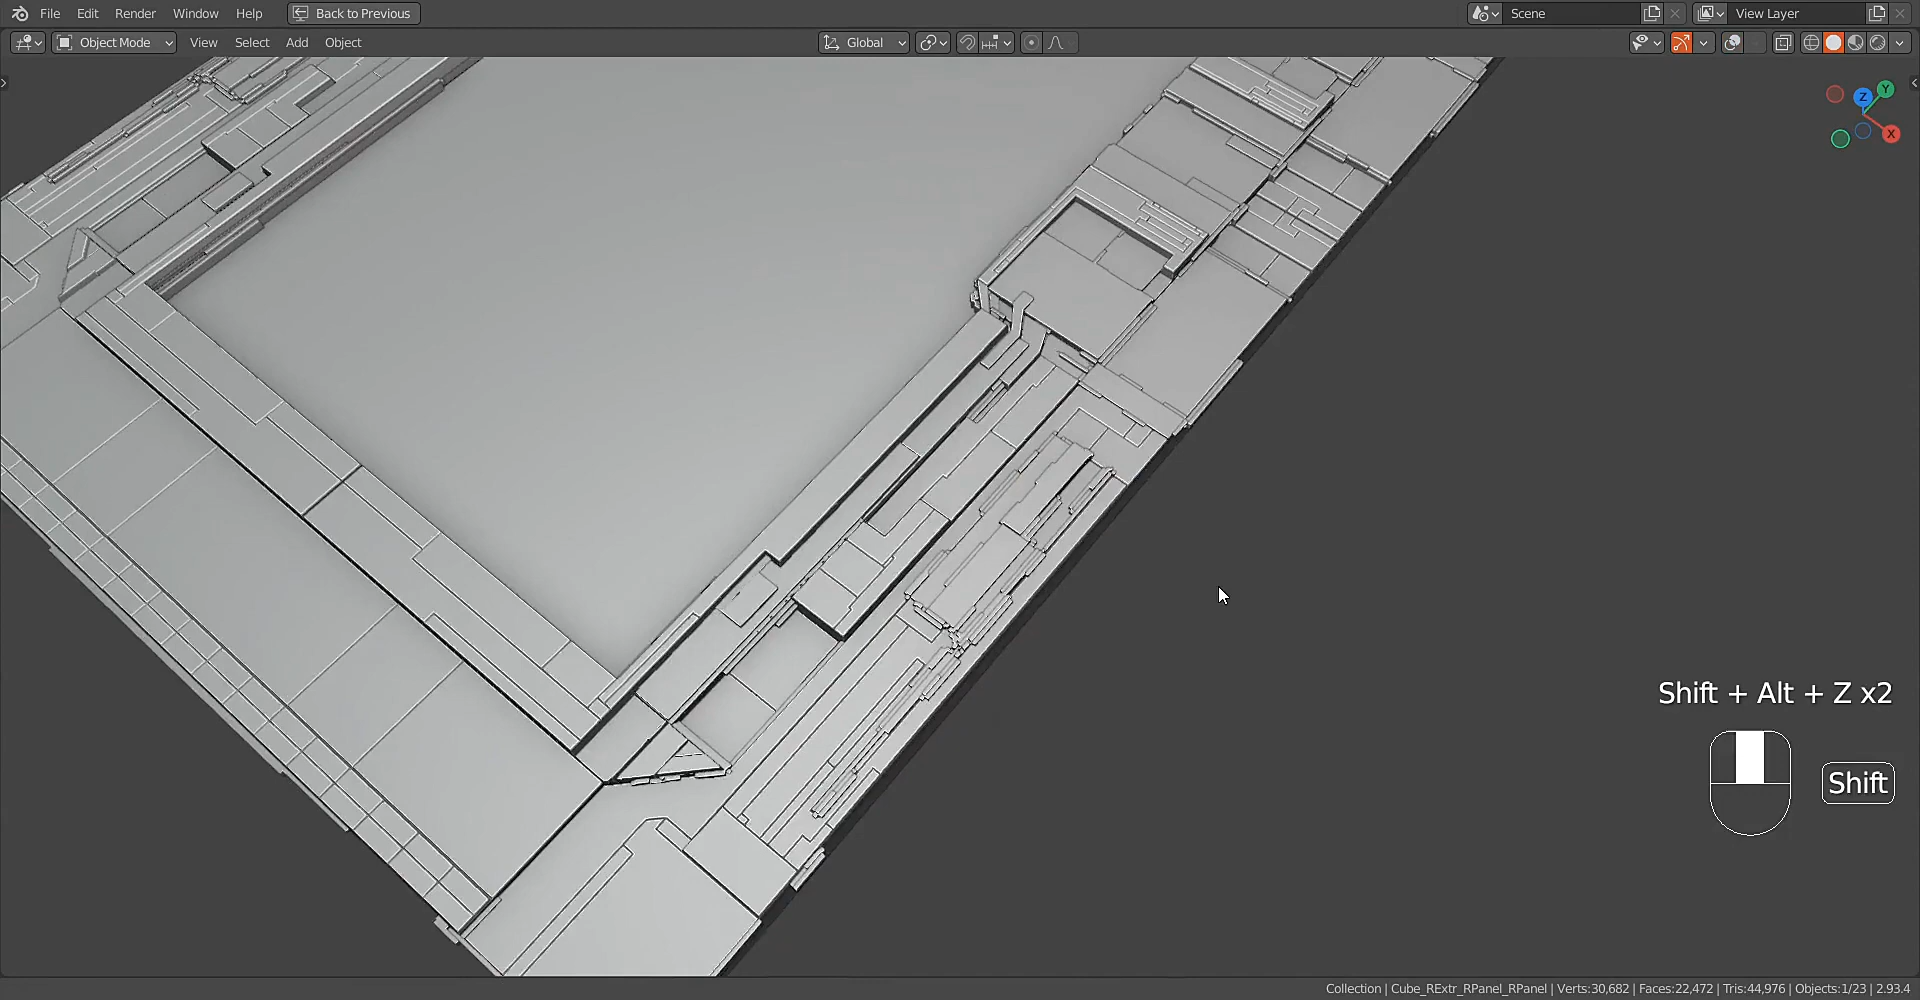 File Edit Render Window Help Back to Previous Scene View Layer
Object Mode View Select Add Object Global
Z Y
X
Shift + Alt + Z x2
Shift
Collection | Cube_RExtr_RPanel_RPanel | Verts:30,682 | Faces:22,472 | Tris:44,976 | Objects:1/23 | 2.93.4